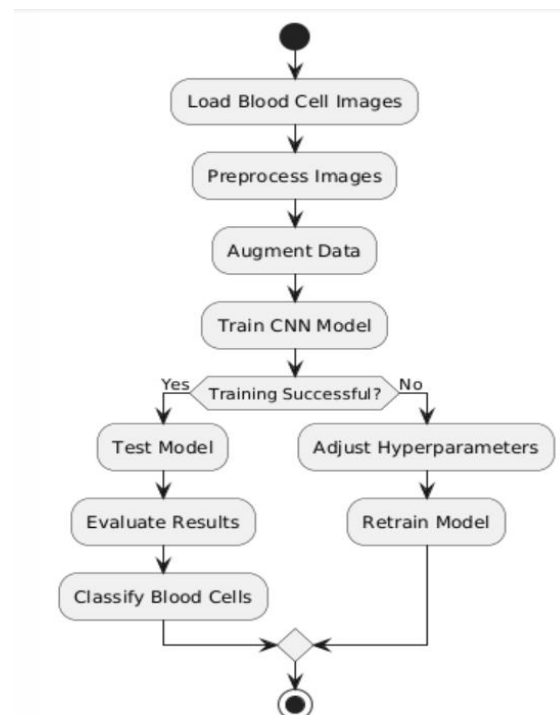 Load Blood Cell Images
Preprocess Images
Augment Data
Train CNN Model
Yes
Training Successful?
No
Test Model
Adjust Hyperparameters
Evaluate Results
Retrain Model
Classify Blood Cells